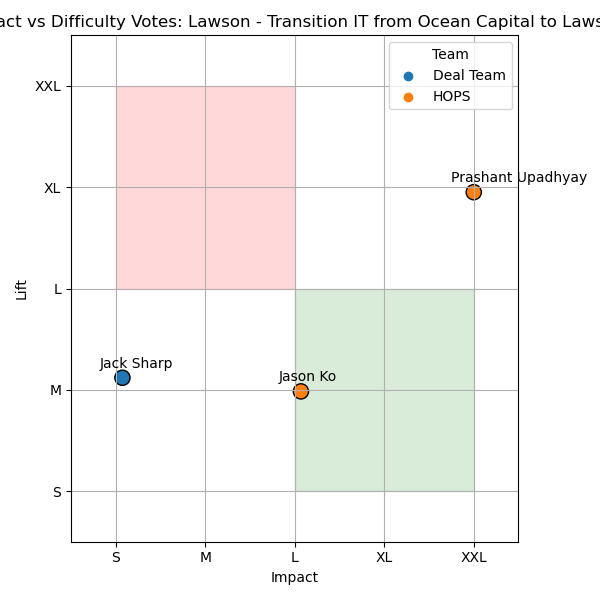 act vs Difficulty Votes: Lawson - Transition IT from Ocean Capital to Laws
Team
Deal Team
HOPS
XXL
XL
L
M
S
Lift
Prashant Upadhyay
Jack Sharp
Jason Ko
S M L XL XXL
Impact